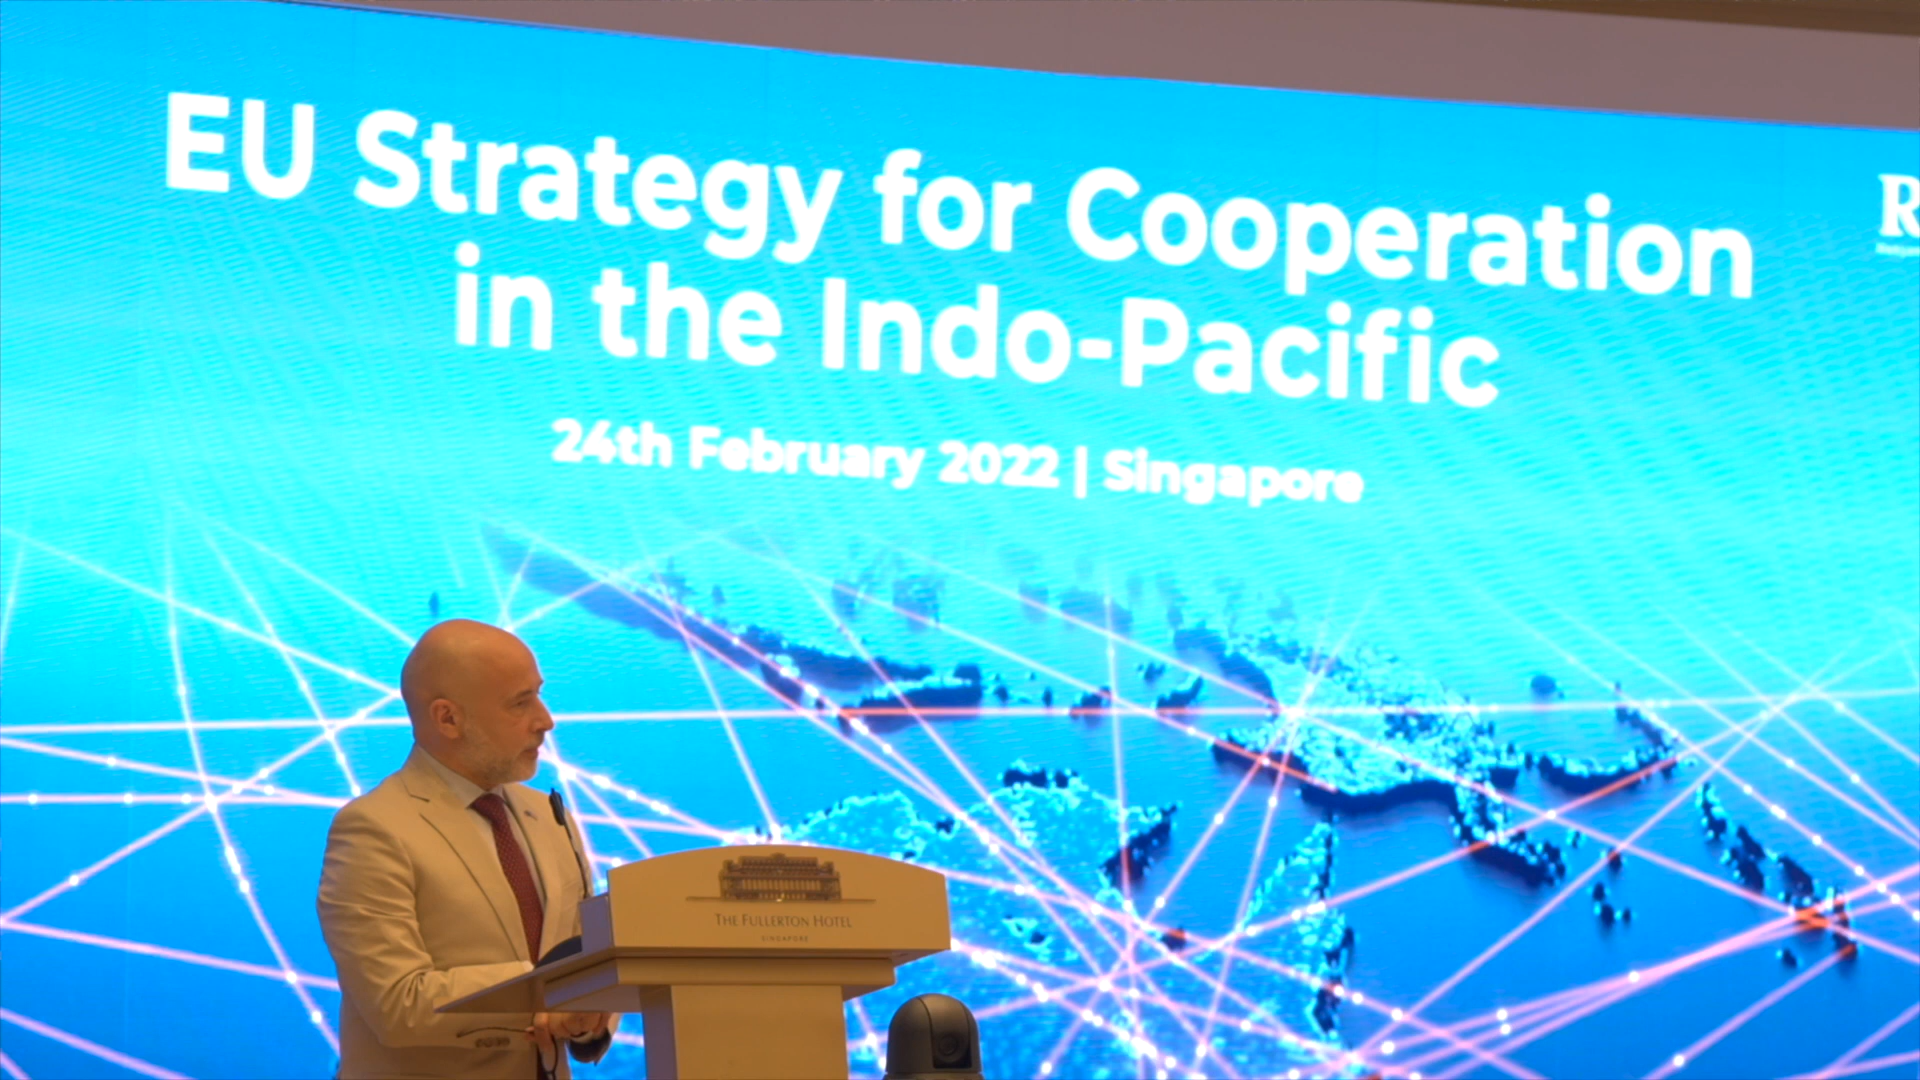 EU Strategy for Cooperation
in the Indo-Pacific
24th February 2022 | Singapore
R
THE FULLERTON HOTEL
SINGAPORE